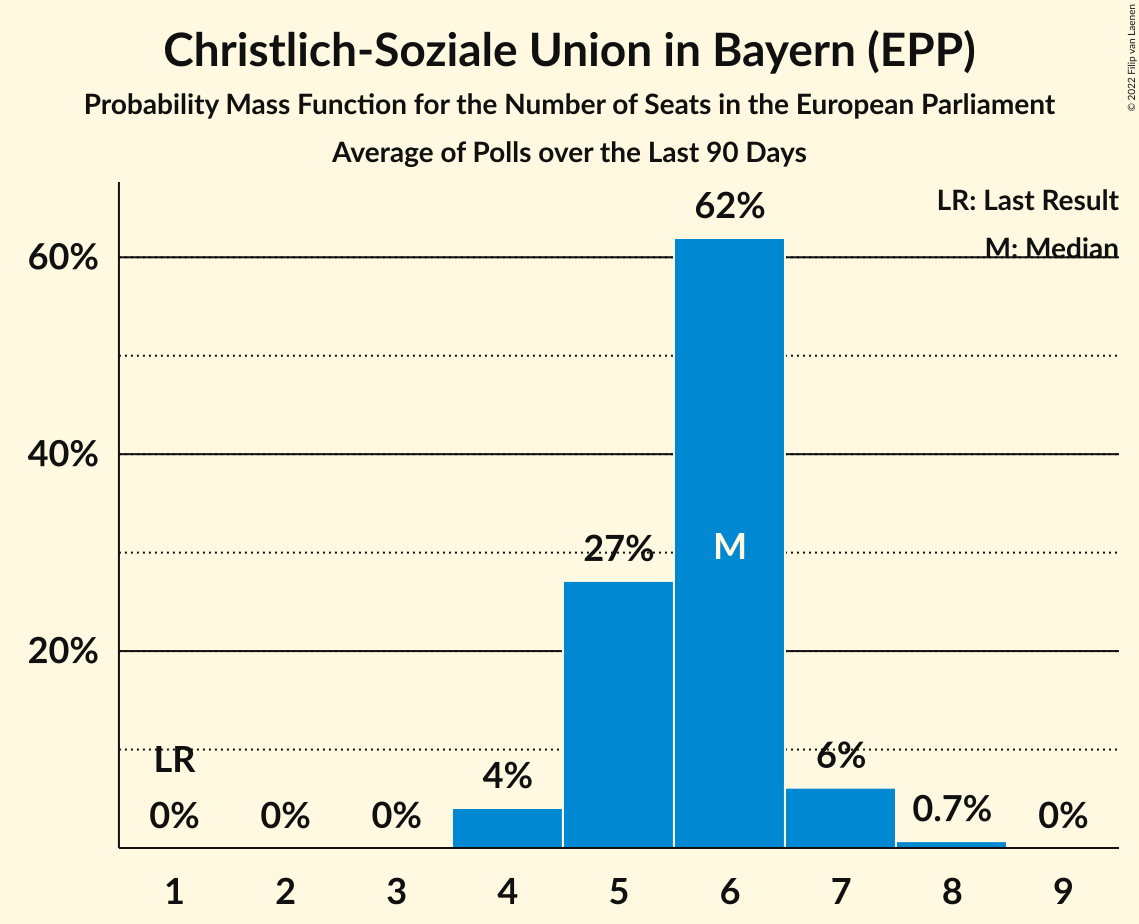 Christlich-Soziale Union in Bayern (EPP)
Probability Mass Function for the Number of Seats in the European Parliament
Average of Polls over the Last 90 Days
© 2022 Filip van Laenen
LR: Last Result
M: Median
62%
60%
40%
27%
M
20%
LR
6%
4%
0.7%
0% 0% 0% 0%
1 2 3 4 5 6 7 8 9